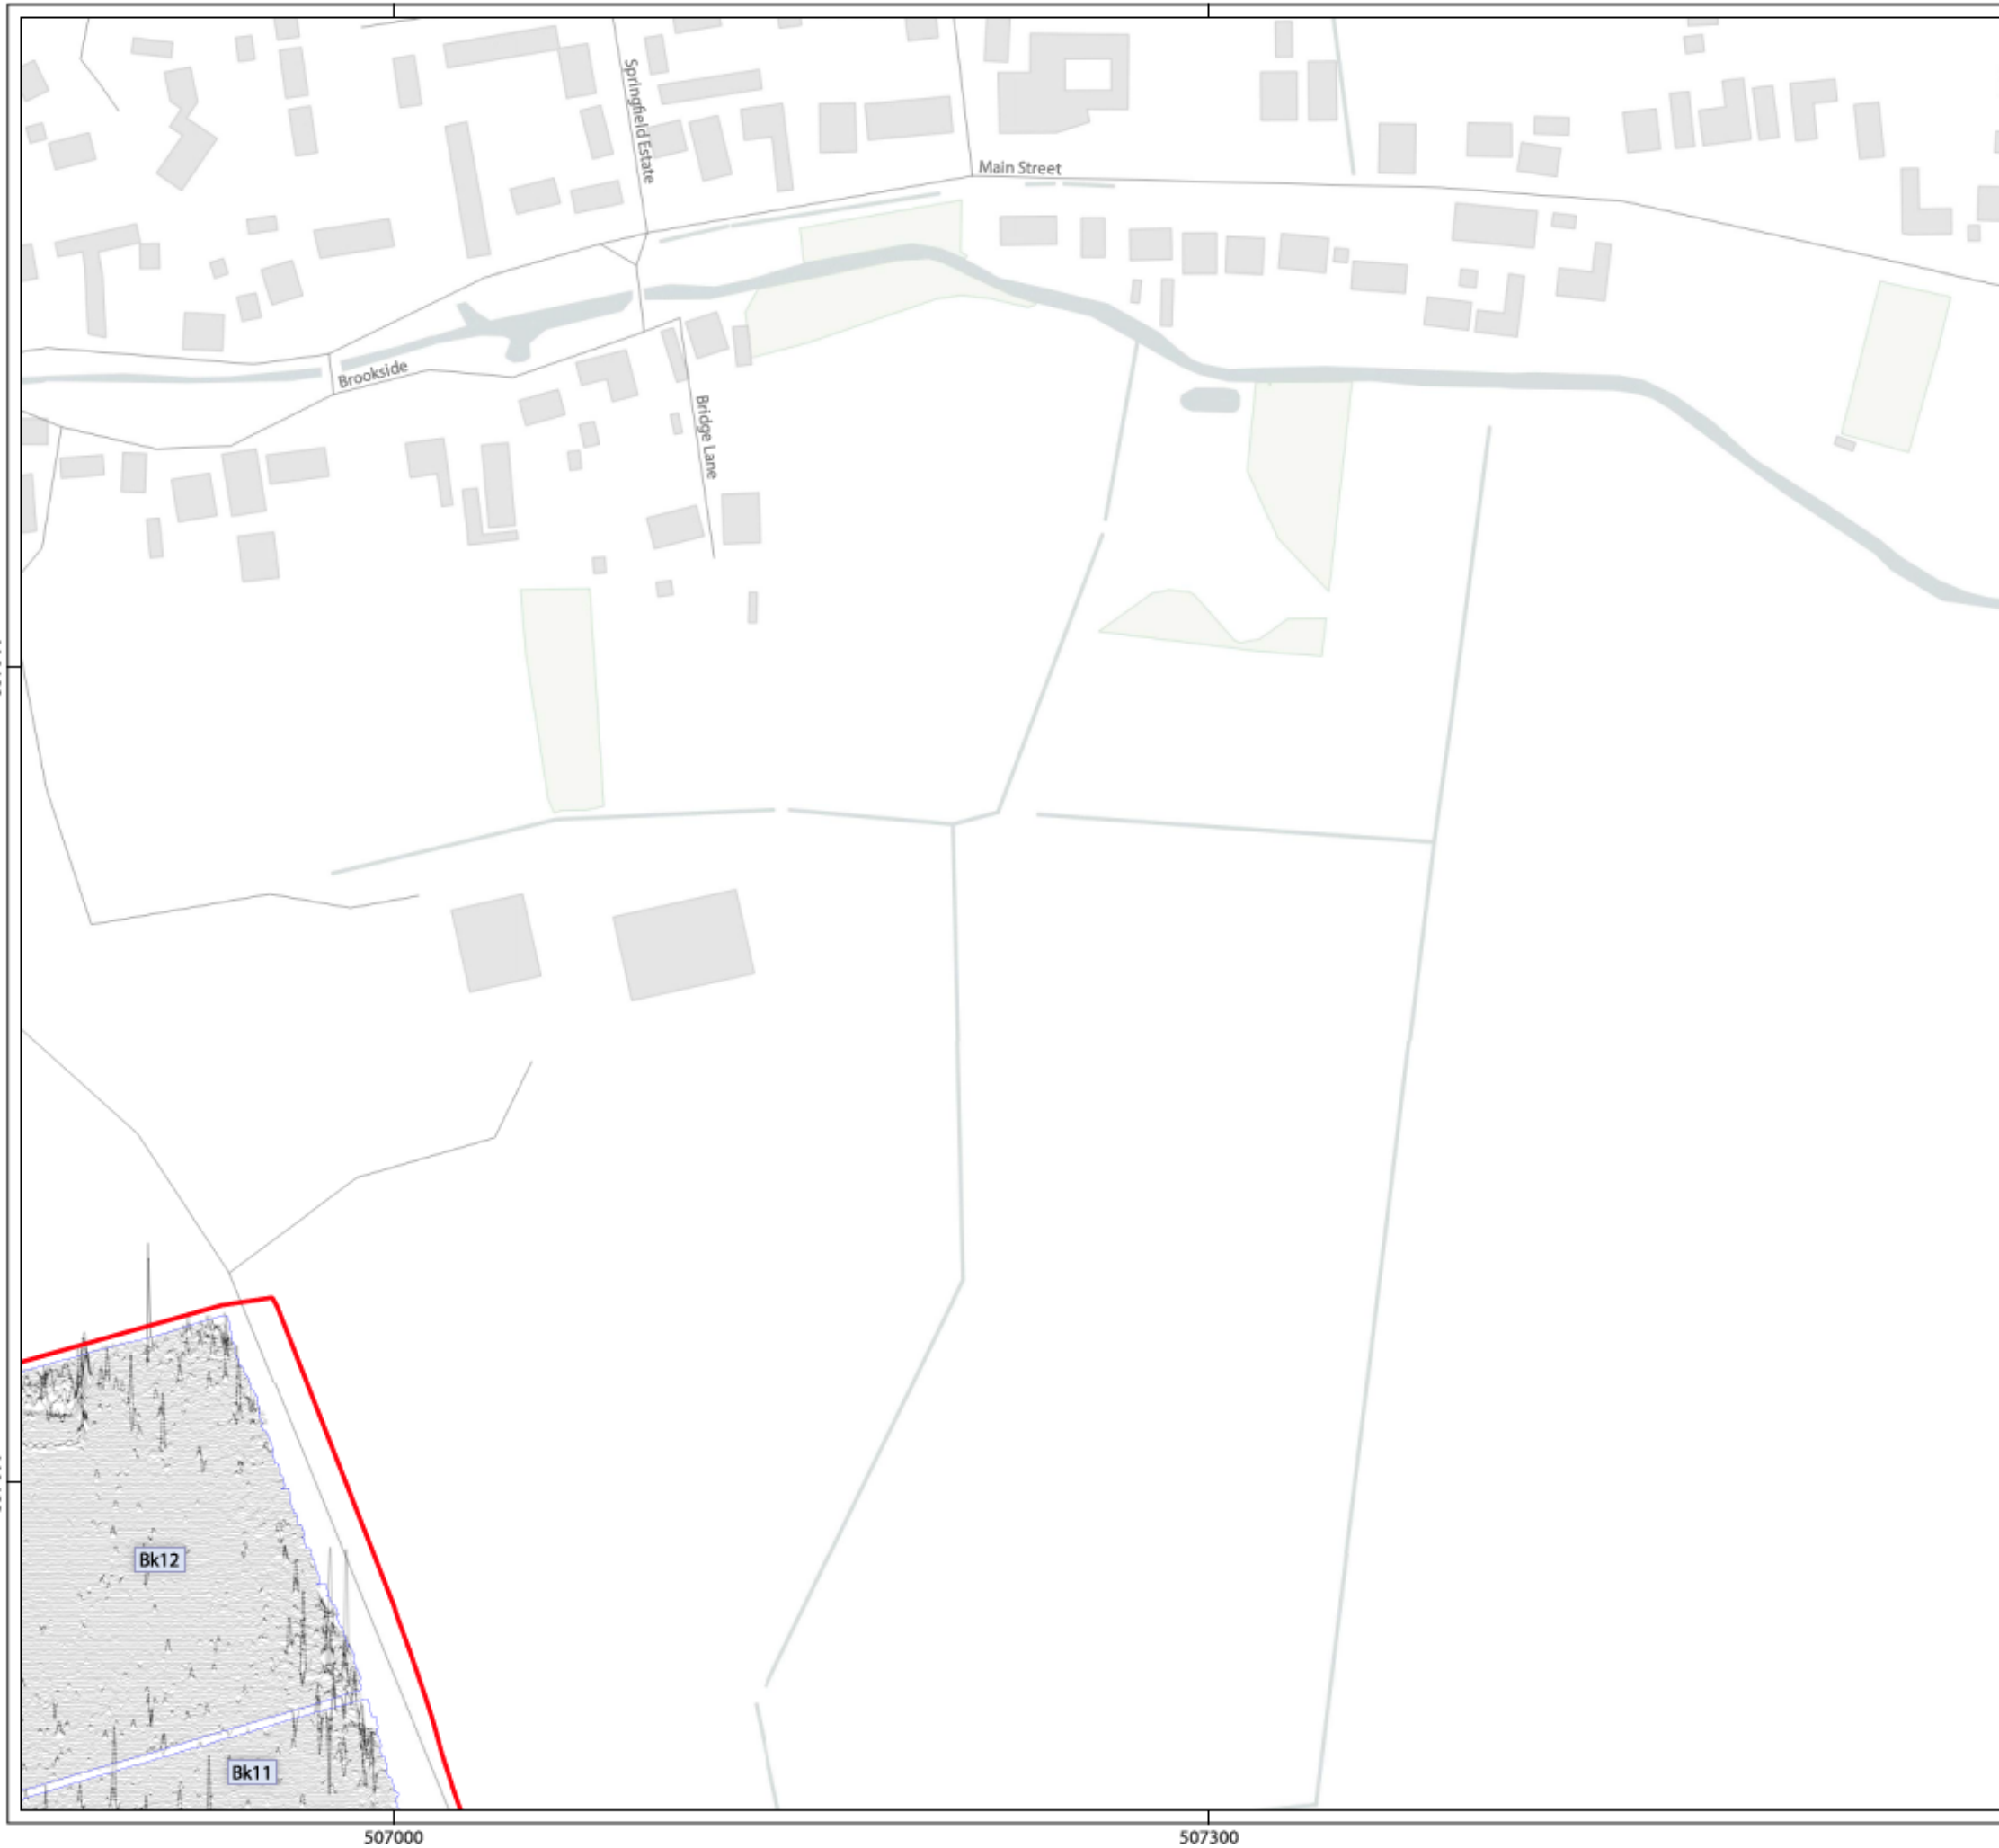 Springfield Estate
Main Street
Brookside
Bridge Lane
Bk12
Bk11
507000
507300